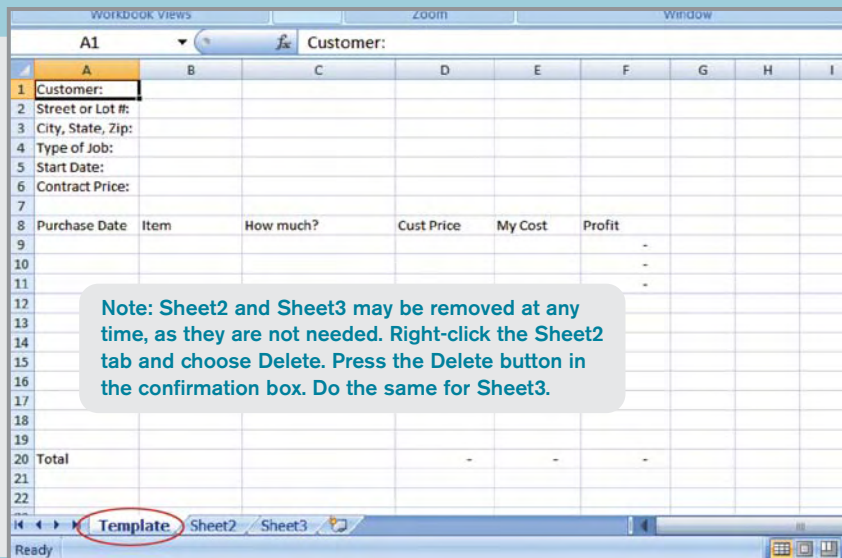 Workbook Views Zoom Window
A1 fx Customer:
A B C D E F G H I
1 Customer:
2 Street or Lot #:
3 City, State, Zip:
4 Type of Job:
5 Start Date:
6 Contract Price:
7
8 Purchase Date Item How much? Cust Price My Cost Profit
9 -
10 -
11 -
12
13
14
15
16
17
18
19
20 Total - - -
21
22
Note: Sheet2 and Sheet3 may be removed at any
time, as they are not needed. Right-click the Sheet2
tab and choose Delete. Press the Delete button in
the confirmation box. Do the same for Sheet3.
Template Sheet2 Sheet3
Ready